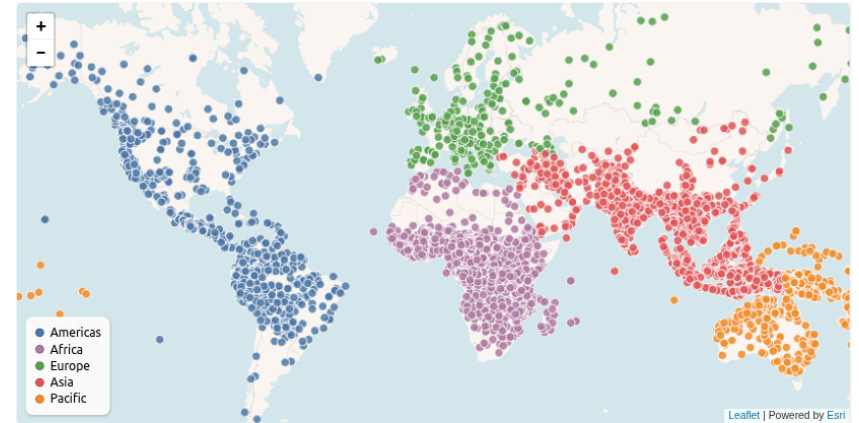 +
−
Americas
Africa
Europe
Asia
Pacific
Leaflet | Powered by Esri